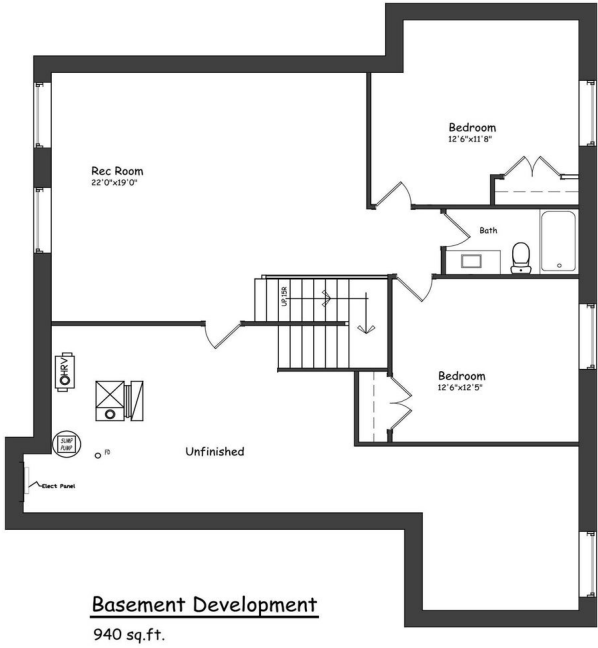 Bedroom
12'6"x11'8"
Rec Room
22'0"x19'0"
Bath
UP 15R
HRV
Bedroom
12'6"x12'5"
SUMP
PUMP
FD
Unfinished
Elect Panel
Basement Development
940 sq.ft.